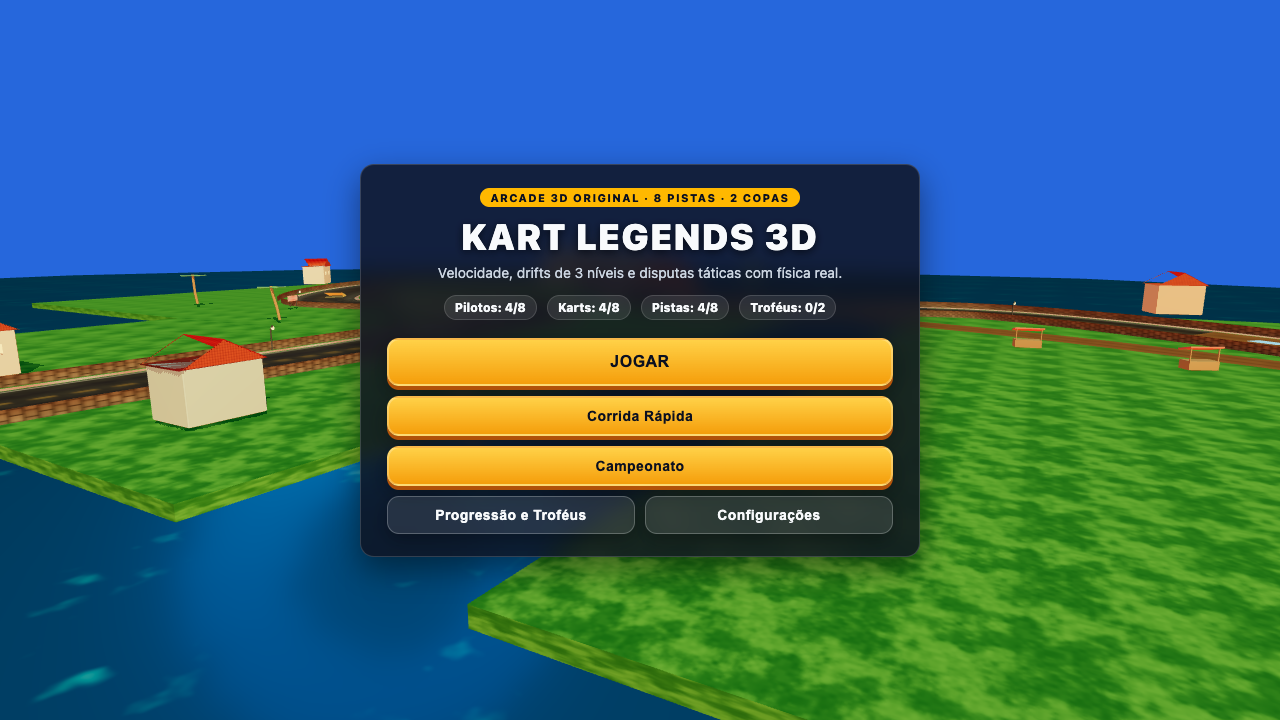 ARCADE 3D ORIGINAL · 8 PISTAS · 2 COPAS
KART LEGENDS 3D
Velocidade, drifts de 3 níveis e disputas táticas com física real.
Pilotos: 4/8 Karts: 4/8 Pistas: 4/8 Troféus: 0/2
JOGAR
Corrida Rápida
Campeonato
Progressão e Troféus Configurações